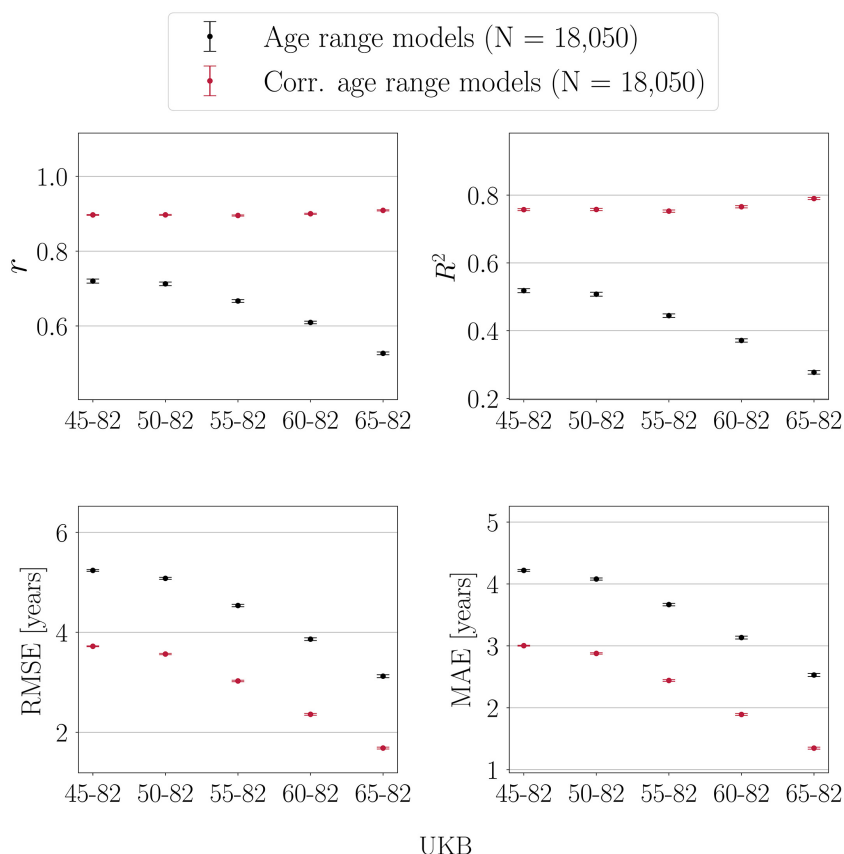 Age range models (N = 18,050)
Corr. age range models (N = 18,050)
r
1.0
0.8
0.6
45-82 50-82 55-82 60-82 65-82
R²
0.8
0.6
0.4
0.2
45-82 50-82 55-82 60-82 65-82
RMSE [years]
6
4
2
45-82 50-82 55-82 60-82 65-82
MAE [years]
5
4
3
2
1
45-82 50-82 55-82 60-82 65-82
UKB